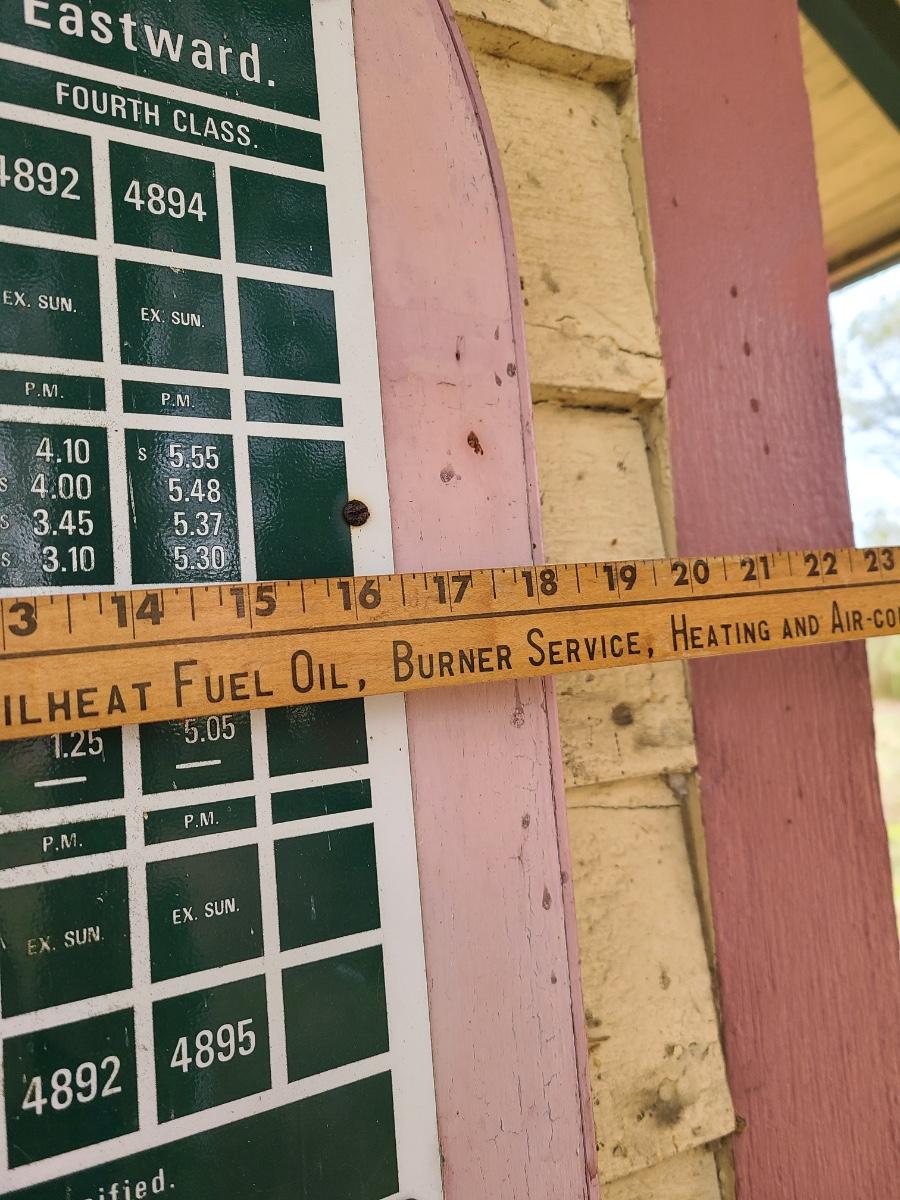 Eastward.
FOURTH CLASS.
4892 4894
EX. SUN. EX. SUN.
P.M. P.M.
4.10 s 5.55
s 4.00 5.48
s 3.45 5.37
s 3.10 5.30
3 14 15 16 17 18 19 20 21 22 23
ILHEAT FUEL OIL, BURNER SERVICE, HEATING AND AIR-CO
1.25 5.05
P.M. P.M.
EX. SUN. EX. SUN.
4892 4895
ified.